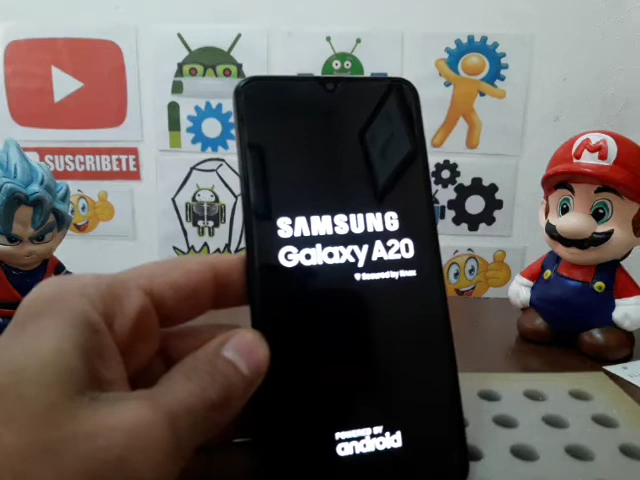 SUSCRIBETE
M
SAMSUNG
Galaxy A20
Secured by Knox
POWERED BY
android